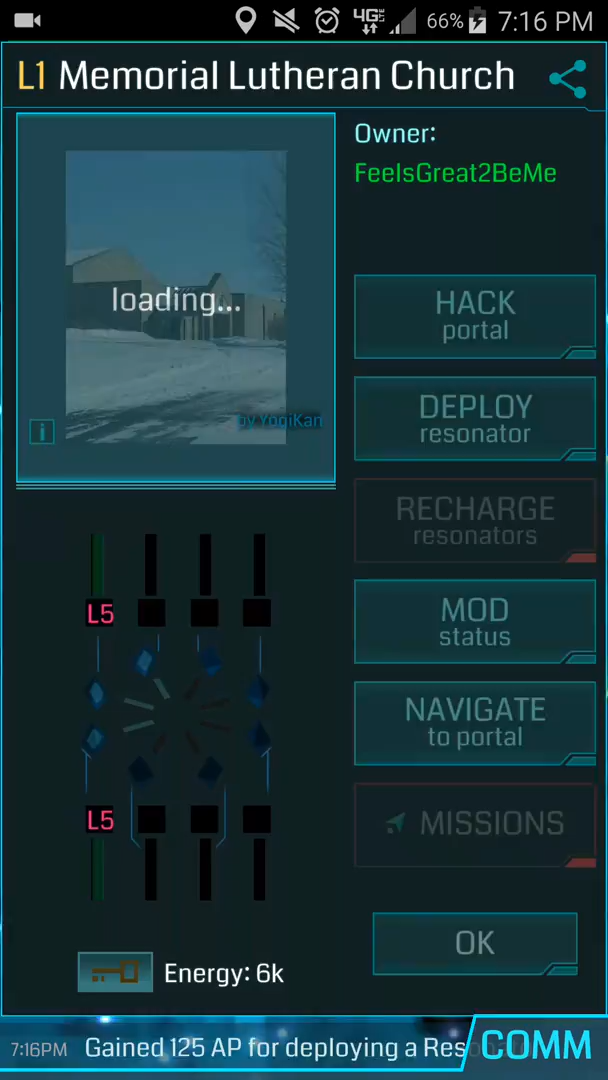 4G LTE 66% 7:16 PM
L1 Memorial Lutheran Church
Owner:
FeelsGreat2BeMe
loading...
by YogiKan
i
HACK
portal
DEPLOY
resonator
RECHARGE
resonators
MOD
status
NAVIGATE
to portal
MISSIONS
L5
L5
OK
Energy: 6k
7:16PM Gained 125 AP for deploying a Resonator
COMM